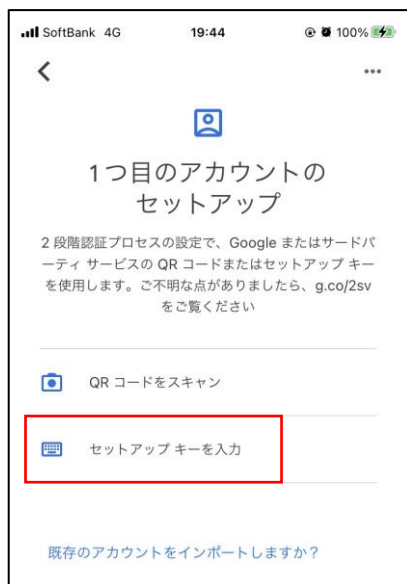 SoftBank 4G 19:44 100%
1つ目のアカウントの
セットアップ
2 段階認証プロセスの設定で、Google またはサードパ
ーティ サービスの QR コードまたはセットアップ キー
を使用します。ご不明な点がありましたら、g.co/2sv
をご覧ください
QR コードをスキャン
セットアップ キーを入力
既存のアカウントをインポートしますか？